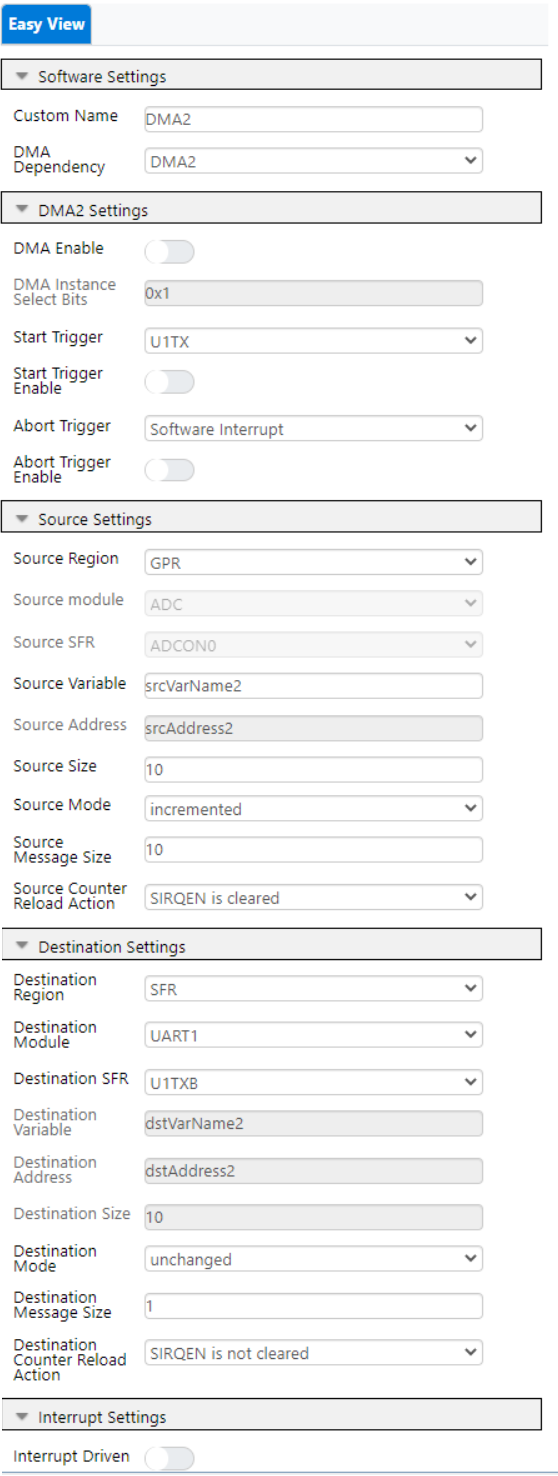 Easy View
Software Settings
Custom Name DMA2
DMA
Dependency DMA2
DMA2 Settings
DMA Enable
DMA Instance
Select Bits 0x1
Start Trigger U1TX
Start Trigger
Enable
Abort Trigger Software Interrupt
Abort Trigger
Enable
Source Settings
Source Region GPR
Source module ADC
Source SFR ADCON0
Source Variable srcVarName2
Source Address srcAddress2
Source Size 10
Source Mode incremented
Source
Message Size 10
Source Counter
Reload Action SIRQEN is cleared
Destination Settings
Destination
Region SFR
Destination
Module UART1
Destination SFR U1TXB
Destination
Variable dstVarName2
Destination
Address dstAddress2
Destination Size 10
Destination
Mode unchanged
Destination
Message Size 1
Destination
Counter Reload SIRQEN is not cleared
Action
Interrupt Settings
Interrupt Driven